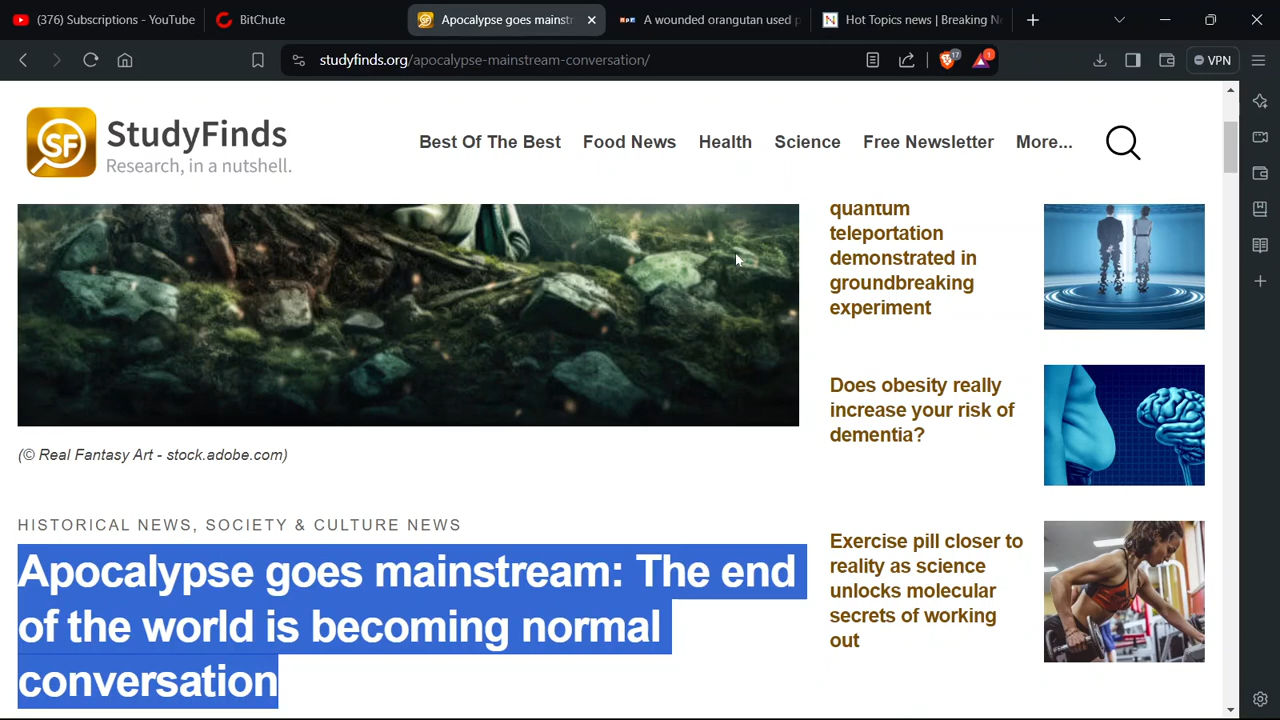 (376) Subscriptions - YouTube
BitChute
Apocalypse goes mainst
A wounded orangutan used
Hot Topics news | Breaking N
studyfinds.org/apocalypse-mainstream-conversation/
17
1
VPN
SF
StudyFinds
Research, in a nutshell.
Best Of The Best
Food News
Health
Science
Free Newsletter
More...
quantum
teleportation
demonstrated in
groundbreaking
experiment
Does obesity really
increase your risk of
dementia?
(© Real Fantasy Art - stock.adobe.com)
HISTORICAL NEWS, SOCIETY & CULTURE NEWS
Apocalypse goes mainstream: The end
of the world is becoming normal
conversation
Exercise pill closer to
reality as science
unlocks molecular
secrets of working
out